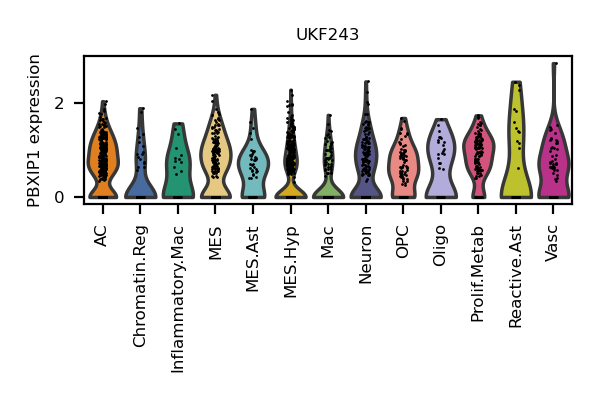 UKF243
PBXIP1 expression
2
0
AC
Chromatin.Reg
Inflammatory.Mac
MES
MES.Ast
MES.Hyp
Mac
Neuron
OPC
Oligo
Prolif.Metab
Reactive.Ast
Vasc